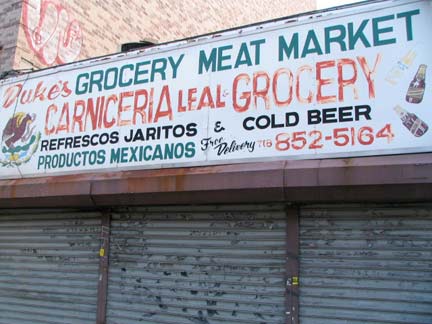 Duke's GROCERY MEAT MARKET
CARNICERIA LEAL & GROCERY
REFRESCOS JARITOS & COLD BEER
PRODUCTOS MEXICANOS Free Delivery 718 852-5164